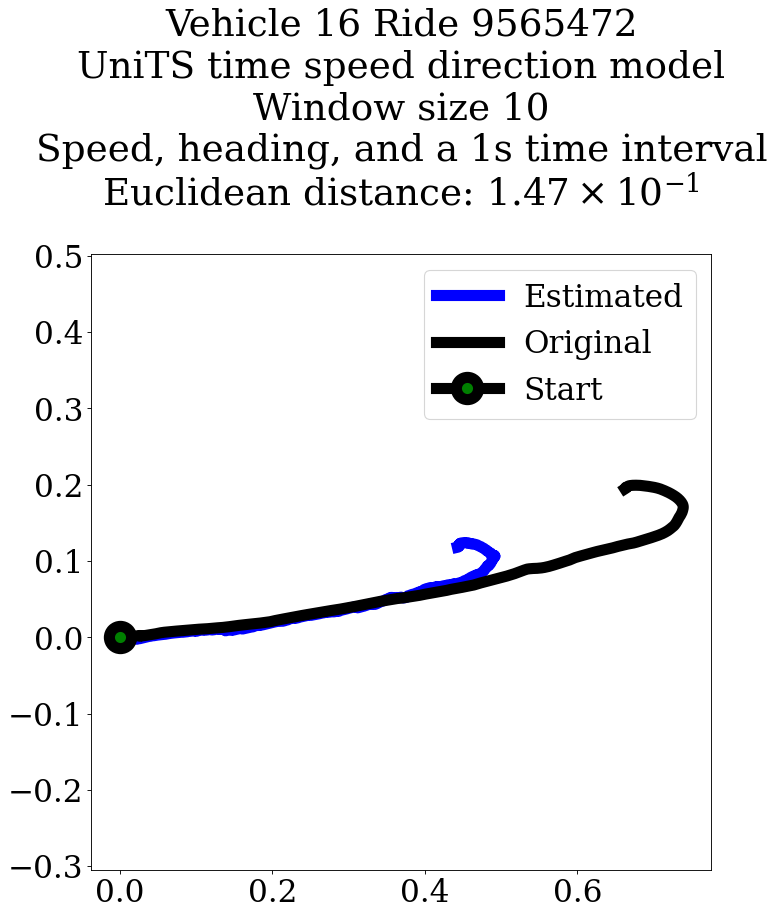 Vehicle 16 Ride 9565472
UniTS time speed direction model
Window size 10
Speed, heading, and a 1s time interval
Euclidean distance: 1.47 × 10⁻¹
0.5
Estimated
0.4
Original
0.3
Start
0.2
0.1
0.0
−0.1
−0.2
−0.3
0.0 0.2 0.4 0.6